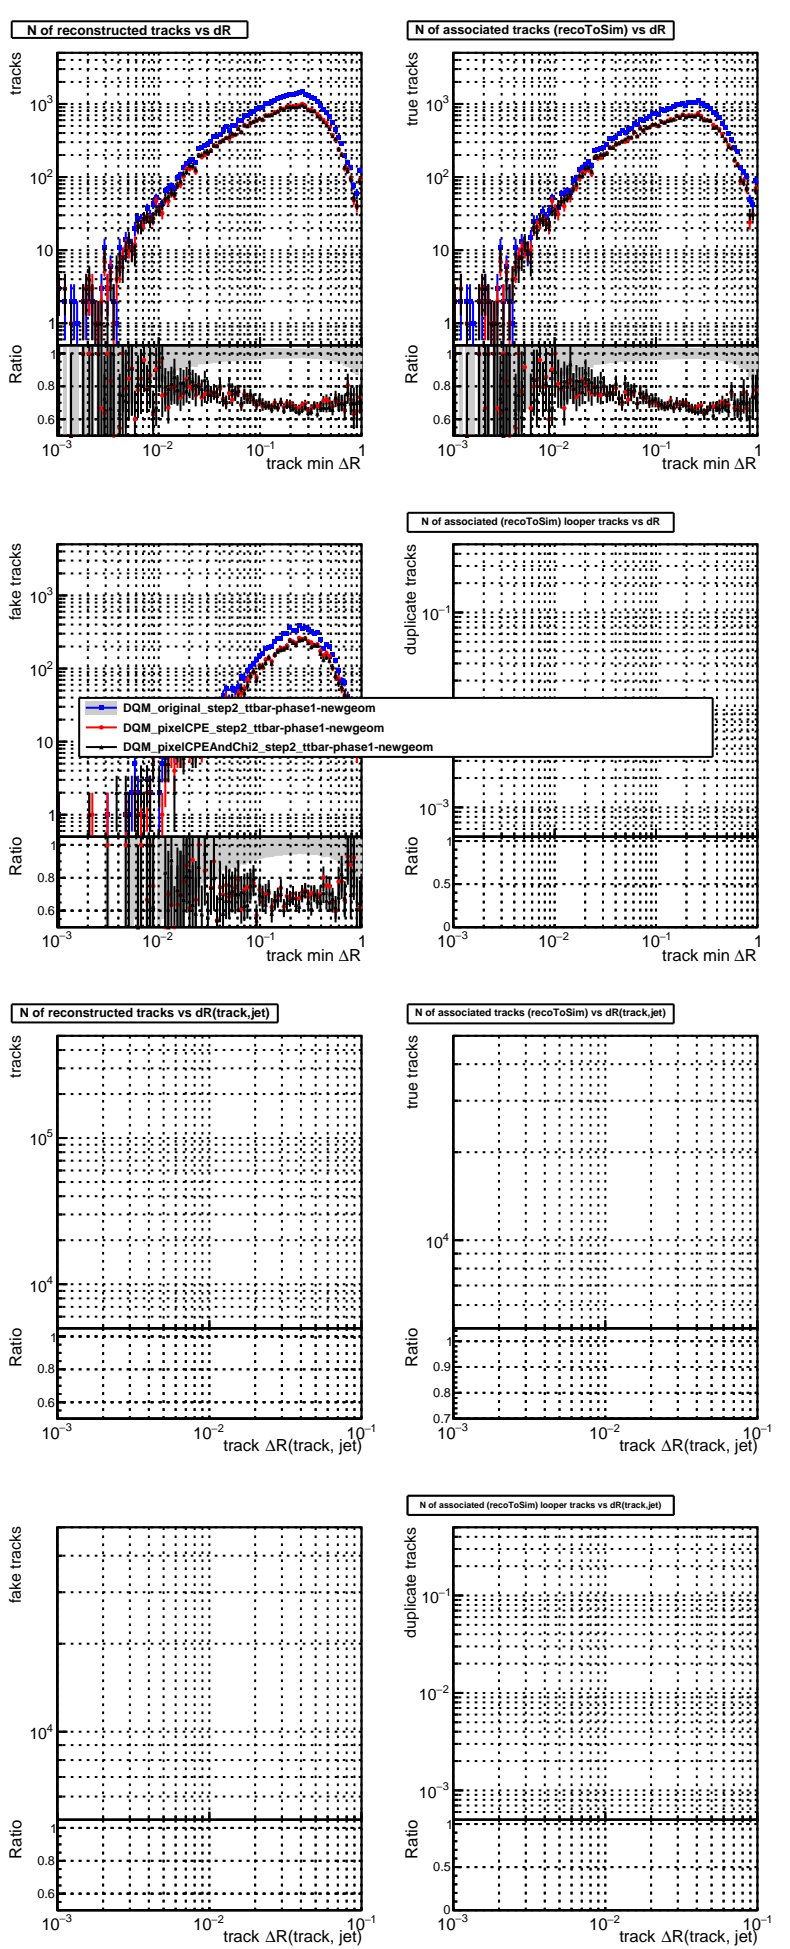 N of reconstructed tracks vs dR
tracks
10³
10²
10
1
Ratio
1
0.8
0.6
10⁻³ 10⁻² 10⁻¹ 1
track min ΔR
N of associated tracks (recoToSim) vs dR
true tracks
10³
10²
10
1
Ratio
1
0.8
0.6
10⁻³ 10⁻² 10⁻¹ 1
track min ΔR
fake tracks
10³
10²
10
1
Ratio
1
0.8
0.6
10⁻³ 10⁻² 10⁻¹ 1
track min ΔR
N of associated (recoToSim) looper tracks vs dR
duplicate tracks
10⁻¹
10⁻³
Ratio
1
0.5
0
10⁻³ 10⁻² 10⁻¹ 1
track min ΔR
DQM_original_step2_ttbar-phase1-newgeom
DQM_pixelCPE_step2_ttbar-phase1-newgeom
DQM_pixelCPEAndChi2_step2_ttbar-phase1-newgeom
N of reconstructed tracks vs dR(track,jet)
tracks
10⁵
10⁴
Ratio
1
0.8
0.6
10⁻³ 10⁻² 10⁻¹
track ΔR(track, jet)
N of associated tracks (recoToSim) vs dR(track,jet)
true tracks
10⁴
Ratio
1
0.9
0.8
0.7
10⁻³ 10⁻² 10⁻¹
track ΔR(track, jet)
fake tracks
10⁴
Ratio
1
0.8
0.6
10⁻³ 10⁻² 10⁻¹
track ΔR(track, jet)
N of associated (recoToSim) looper tracks vs dR(track,jet)
duplicate tracks
10⁻¹
10⁻²
10⁻³
Ratio
1
0.5
0
10⁻³ 10⁻² 10⁻¹
track ΔR(track, jet)